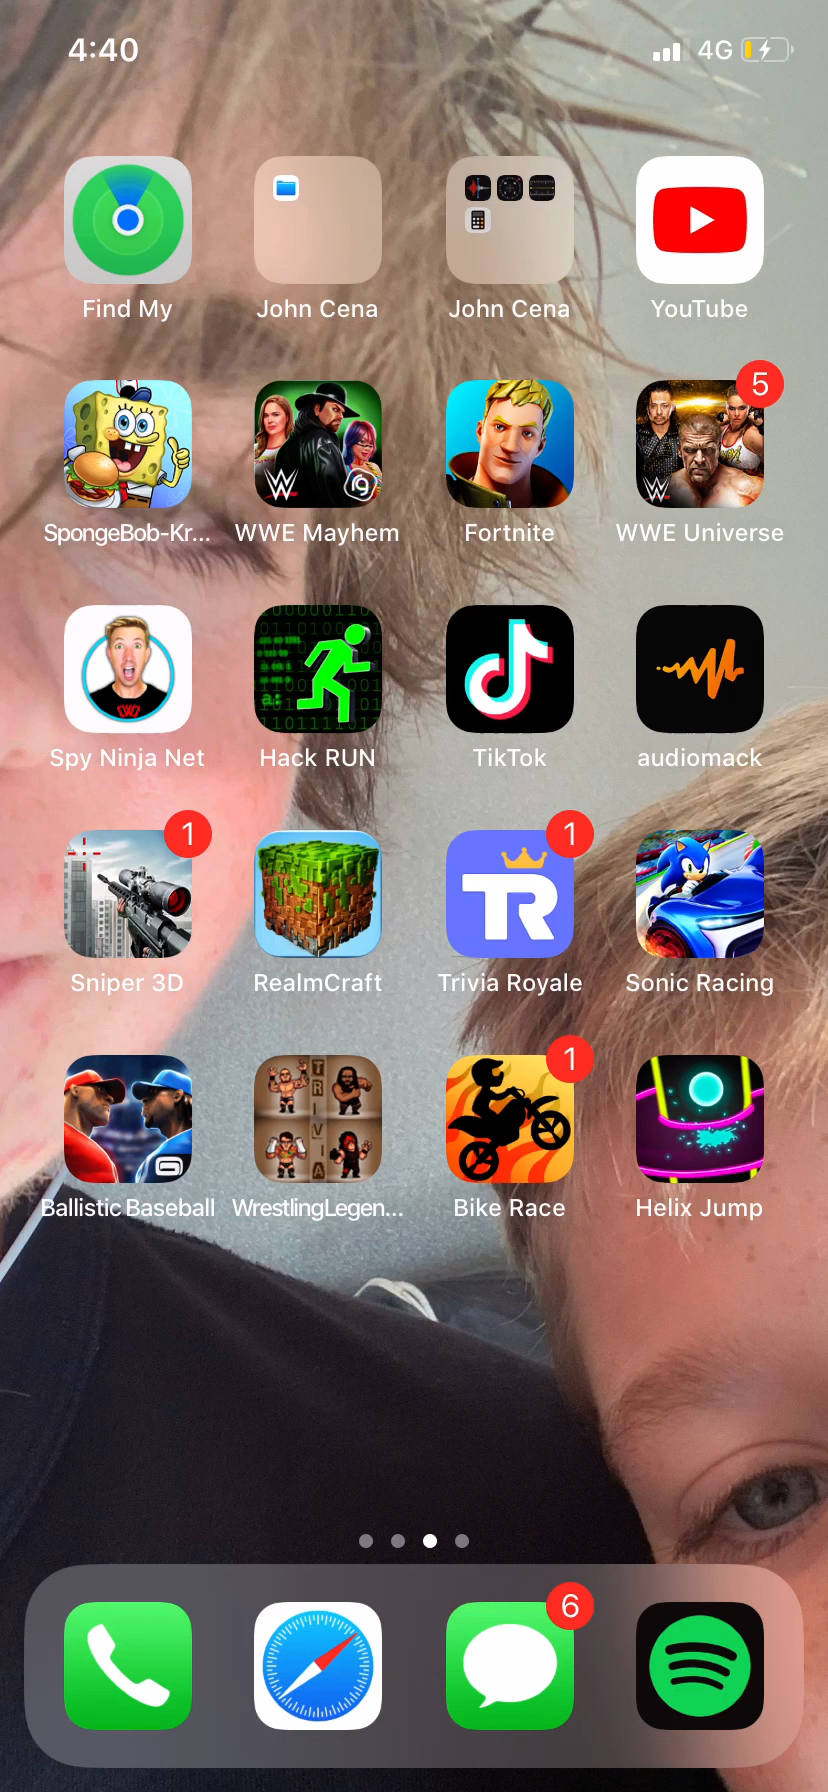 4:40 4G
Find My John Cena John Cena YouTube
5
SpongeBob-Kr... WWE Mayhem Fortnite WWE Universe
Spy Ninja Net Hack RUN TikTok audiomack
1 1
TR
Sniper 3D RealmCraft Trivia Royale Sonic Racing
1
TRIVIA
Ballistic Baseball WrestlingLegen... Bike Race Helix Jump
6